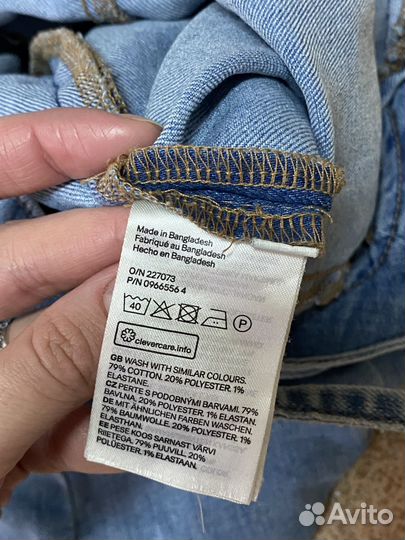 Made in Bangladesh
Fabriqué au Bangladesh
Hecho en Bangladesh
O/N 227073
P/N 0966556 4
40 P
clevercare.info
GB WASH WITH SIMILAR COLOURS.
79% COTTON. 20% POLYESTER. 1%
ELASTANE.
CZ PERTE S PODOBNÝMI BARVAMI. 79%
BAVLNA. 20% POLYESTER. 1% ELASTAN.
DE MIT ÄHNLICHEN FARBEN WASCHEN.
79% BAUMWOLLE. 20% POLYESTER. 1%
ELASTHAN.
EE PESE KOOS SARNAST VÄRVI
RIIETEGA. 79% PUUVILL. 20%
POLÜESTER. 1% ELASTAAN.
Avito